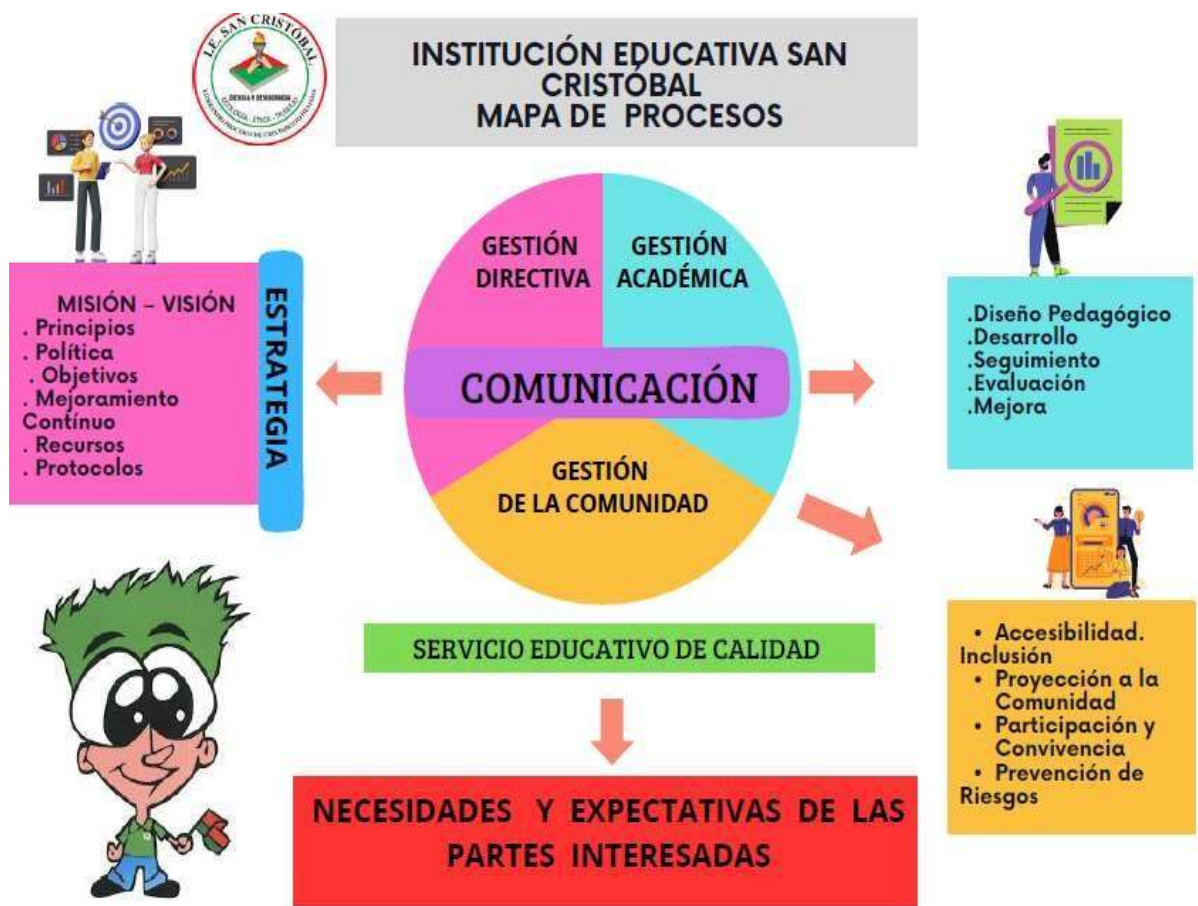 I.E. SAN CRISTÓBAL
CIENCIA Y DEMOCRACIA
INSTITUCIÓN EDUCATIVA SAN
CRISTÓBAL
MAPA DE PROCESOS
GESTIÓN
DIRECTIVA
GESTIÓN
ACADÉMICA
COMUNICACIÓN
GESTIÓN
DE LA COMUNIDAD
MISIÓN – VISIÓN
. Principios
. Política
. Objetivos
. Mejoramiento
Contínuo
. Recursos
. Protocolos
ESTRATEGIA
.Diseño Pedagógico
.Desarrollo
.Seguimiento
.Evaluación
.Mejora
• Accesibilidad.
Inclusión
• Proyección a la
Comunidad
• Participación y
Convivencia
• Prevención de
Riesgos
SERVICIO EDUCATIVO DE CALIDAD
NECESIDADES Y EXPECTATIVAS DE LAS
PARTES INTERESADAS